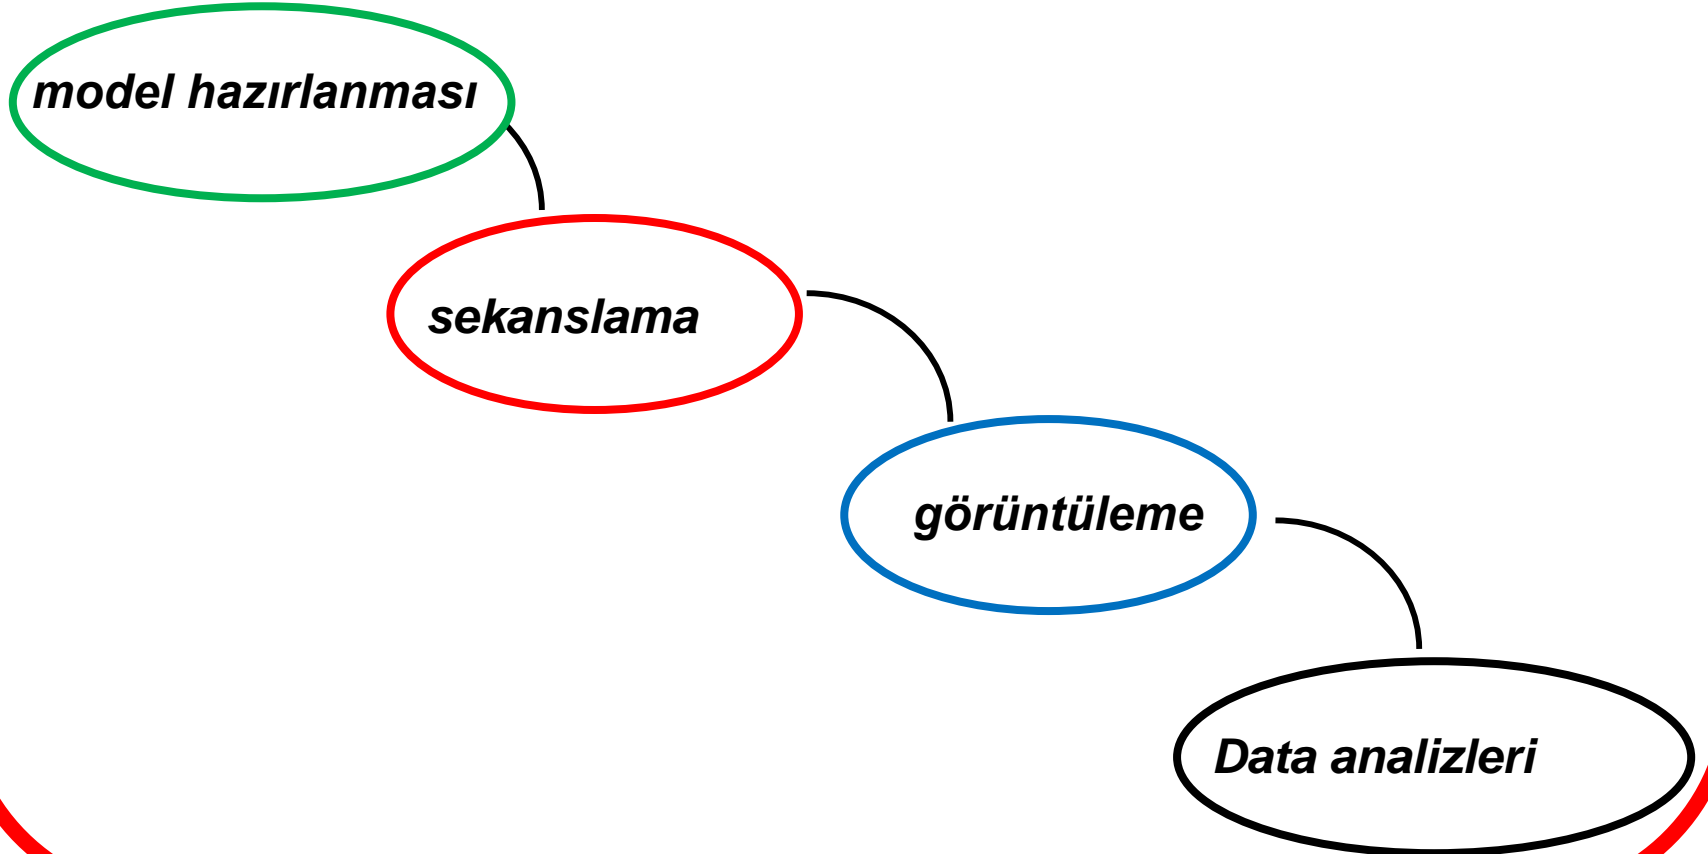 model hazırlanması
sekanslama
görüntüleme
Data analizleri